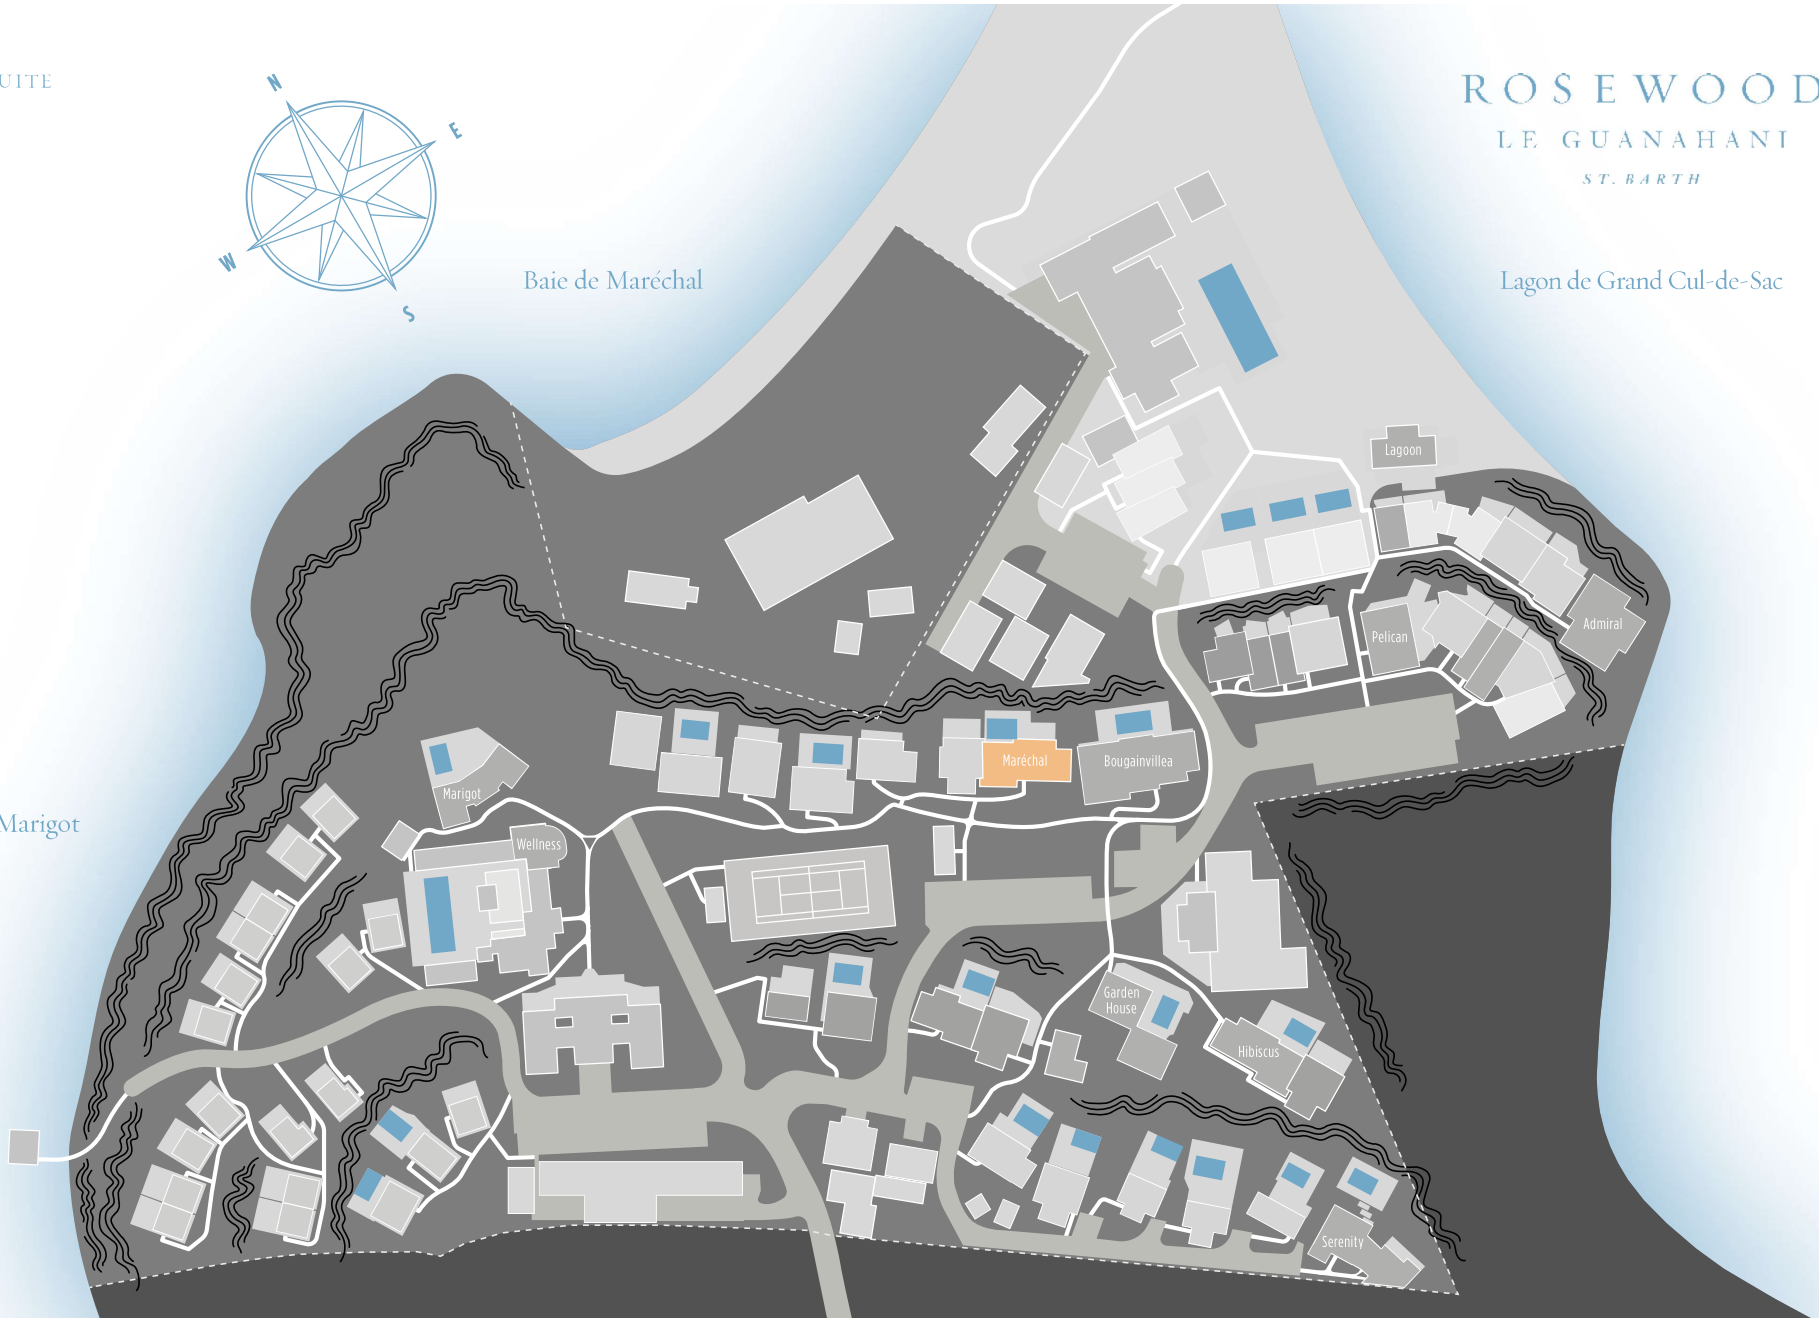 UITE
N
E
W
S
ROSEWOOD
LE GUANAHANI
ST. BARTH
Baie de Maréchal
Lagon de Grand Cul-de-Sac
Lagoon
Admiral
Pelican
Maréchal
Bougainvillea
Marigot
Marigot
Wellness
Garden
House
Hibiscus
Serenity